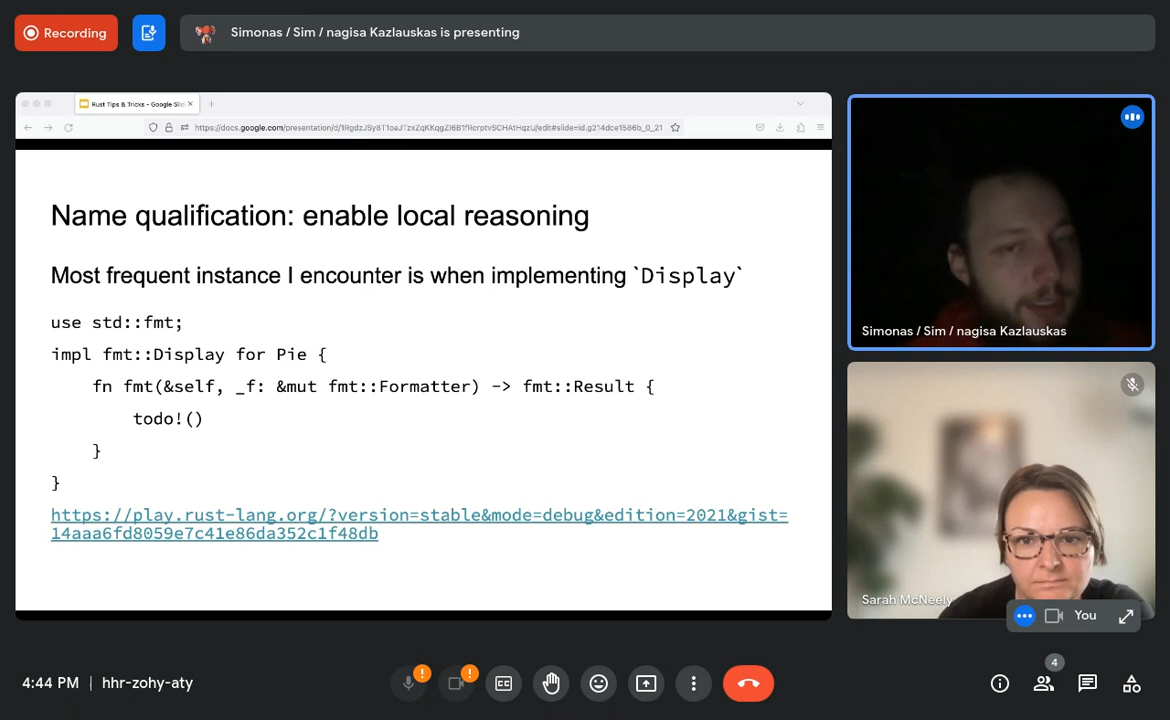 Recording
Simonas / Sim / nagisa Kazlauskas is presenting
Rust Tips & Tricks - Google Slid
Name qualification: enable local reasoning
Most frequent instance I encounter is when implementing `Display`
use std::fmt;
impl fmt::Display for Pie {
fn fmt(&self, _f: &mut fmt::Formatter) -> fmt::Result {
todo!()
}
}
https://play.rust-lang.org/?version=stable&mode=debug&edition=2021&gist=
14aaa6fd8059e7c41e86da352c1f48db
Simonas / Sim / nagisa Kazlauskas
Sarah McNeely
You
4:44 PM | hhr-zohy-aty
4